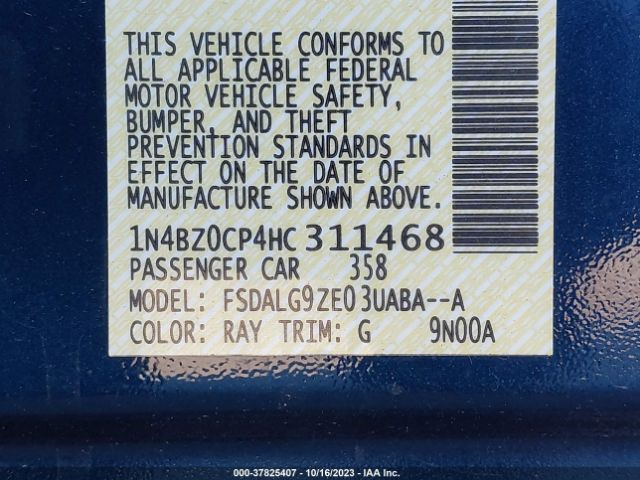 THIS VEHICLE CONFORMS TO
ALL APPLICABLE FEDERAL
MOTOR VEHICLE SAFETY,
BUMPER, AND THEFT
PREVENTION STANDARDS IN
EFFECT ON THE DATE OF
MANUFACTURE SHOWN ABOVE.
1N4BZ0CP4HC 311468
PASSENGER CAR 358
MODEL: FSDALG9ZE03UABA--A
COLOR: RAY TRIM: G 9N00A
000-37825407 - 10/16/2023 - IAA Inc.